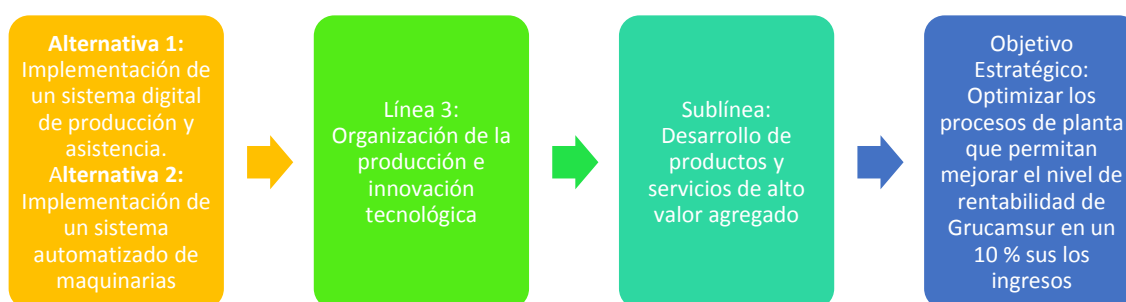 Alternativa 1:
Implementación de
un sistema digital
de producción y
asistencia.
Alternativa 2:
Implementación de
un sistema
automatizado de
maquinarias
Línea 3:
Organización de la
producción e
innovación
tecnológica
Sublínea:
Desarrollo de
productos y
servicios de alto
valor agregado
Objetivo
Estratégico:
Optimizar los
procesos de planta
que permitan
mejorar el nivel de
rentabilidad de
Grucamsur en un
10 % sus los
ingresos